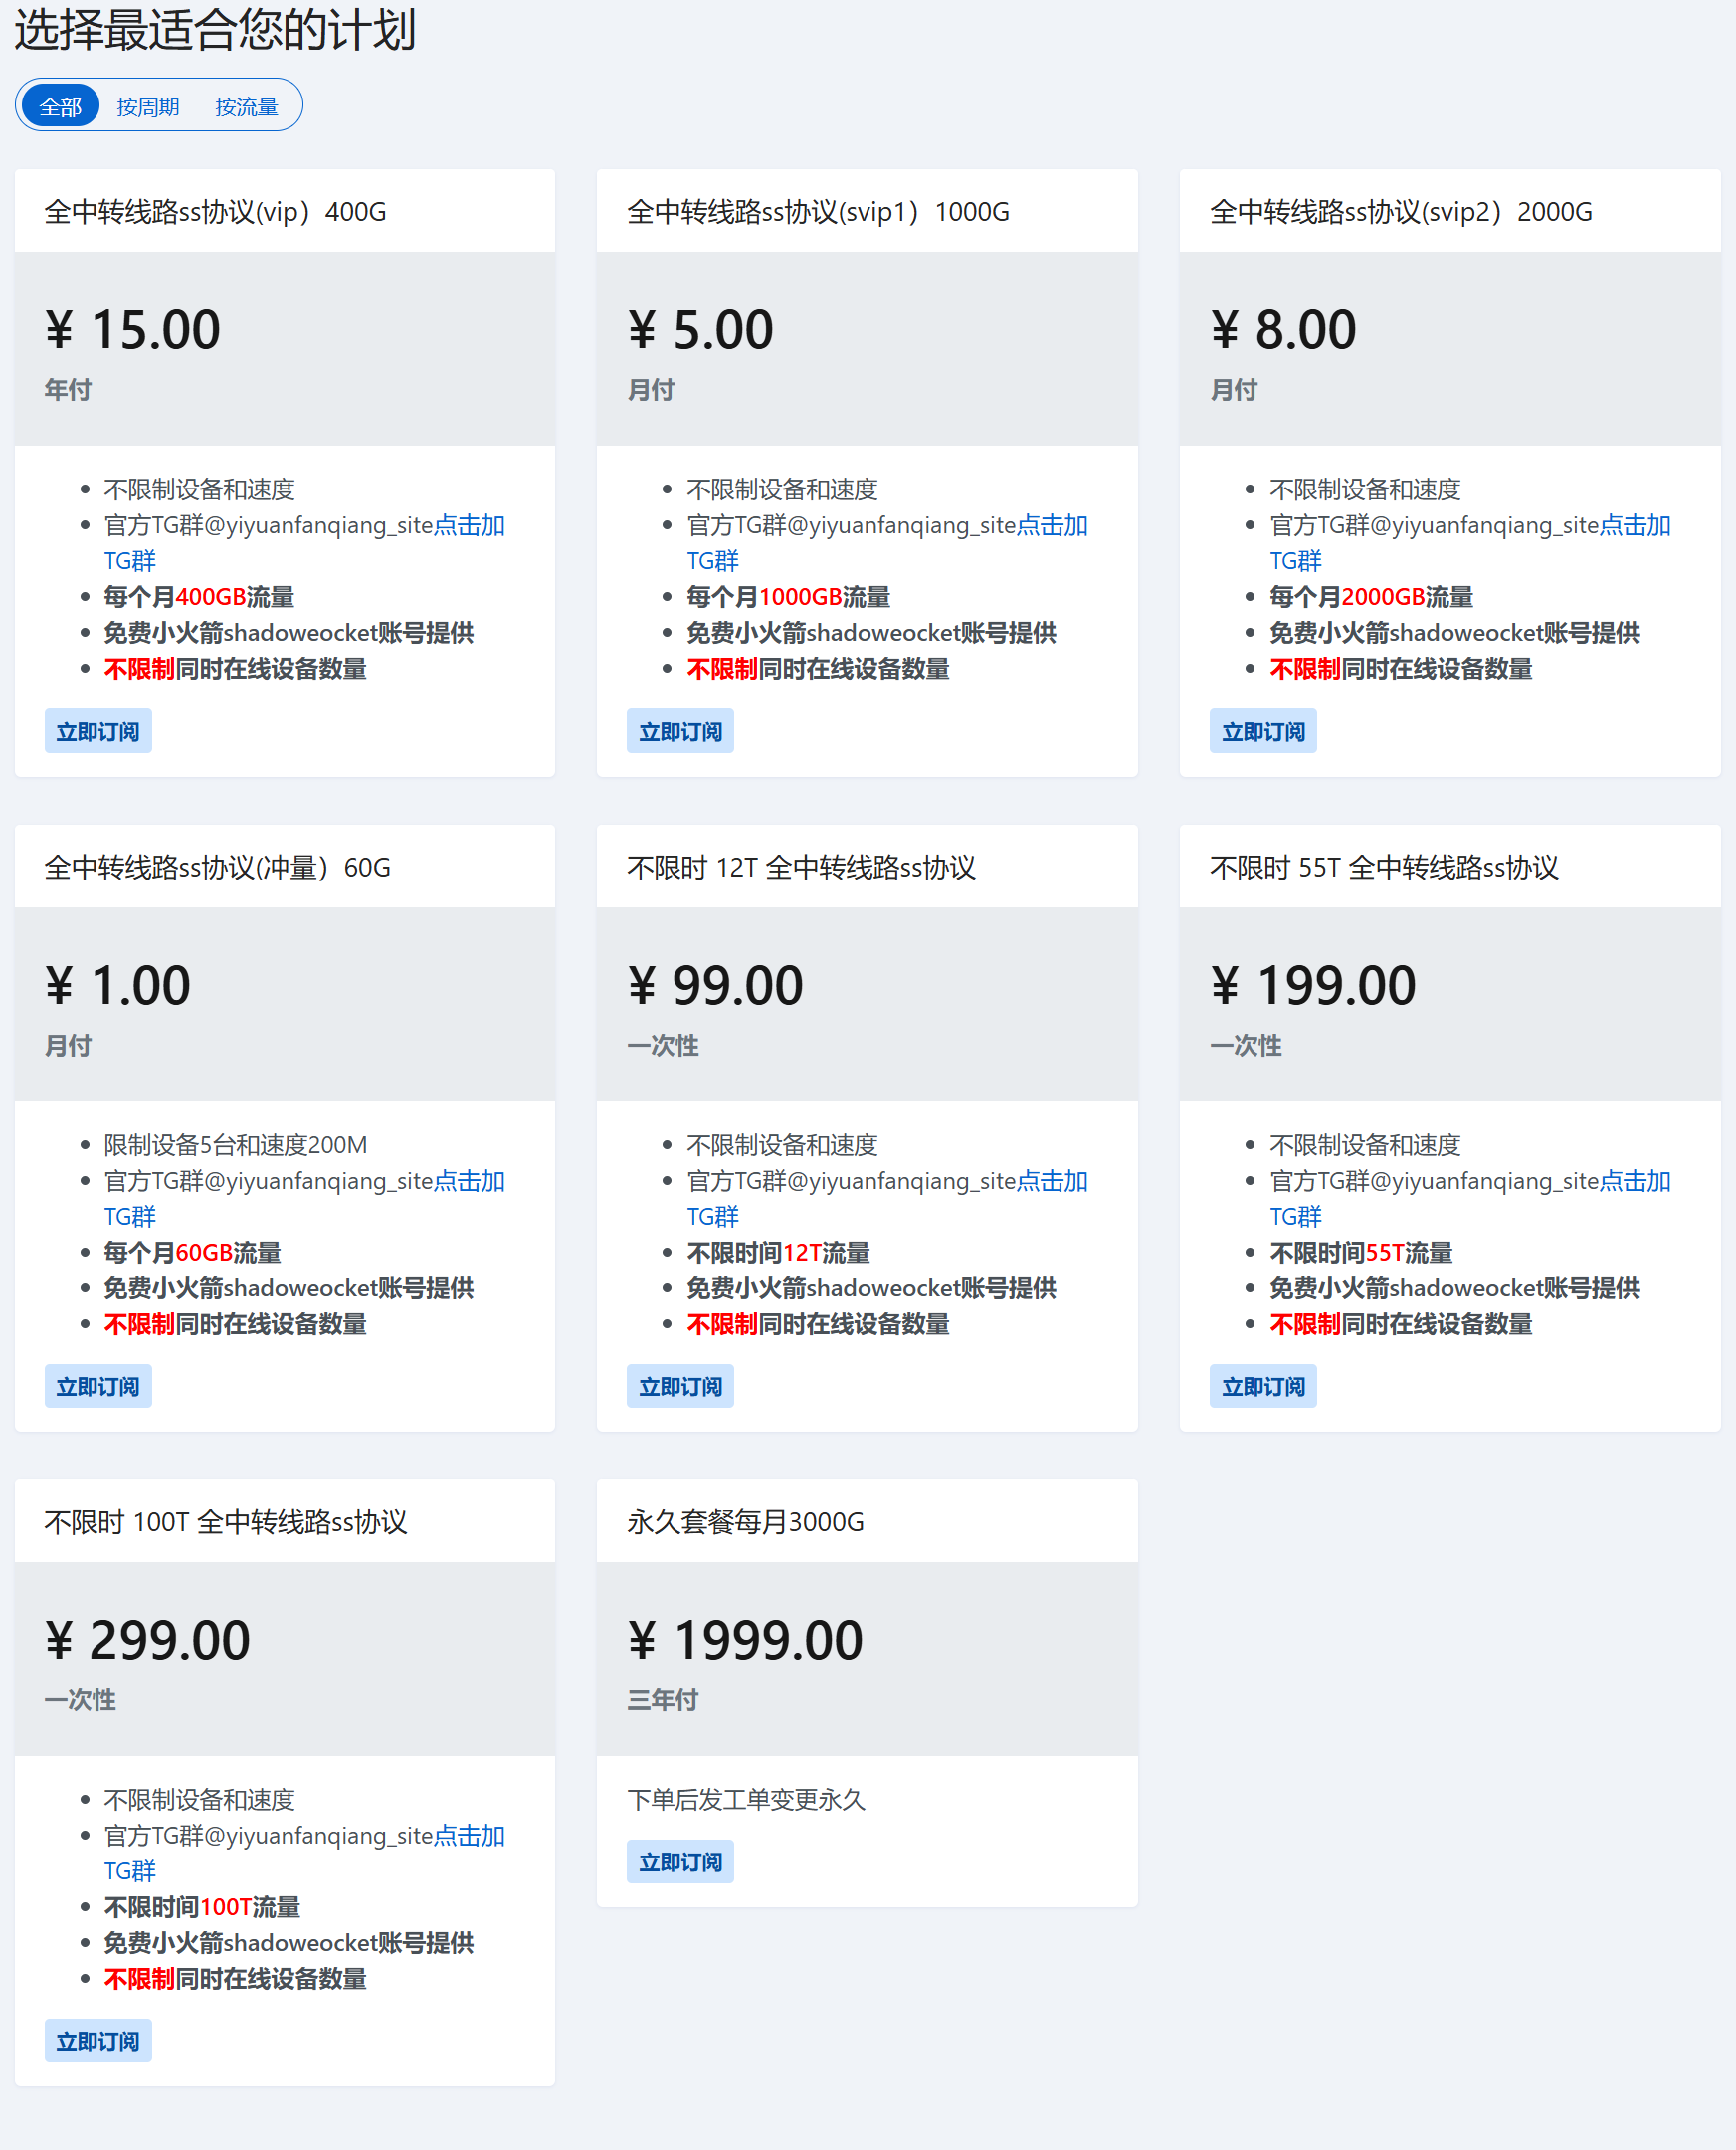 选择最适合您的计划
全部 按周期 按流量
全中转线路ss协议(vip）400G
¥ 15.00
年付
不限制设备和速度
官方TG群@yiyuanfanqiang_site点击加
TG群
每个月400GB流量
免费小火箭shadoweocket账号提供
不限制同时在线设备数量
立即订阅
全中转线路ss协议(svip1）1000G
¥ 5.00
月付
不限制设备和速度
官方TG群@yiyuanfanqiang_site点击加
TG群
每个月1000GB流量
免费小火箭shadoweocket账号提供
不限制同时在线设备数量
立即订阅
全中转线路ss协议(svip2）2000G
¥ 8.00
月付
不限制设备和速度
官方TG群@yiyuanfanqiang_site点击加
TG群
每个月2000GB流量
免费小火箭shadoweocket账号提供
不限制同时在线设备数量
立即订阅
全中转线路ss协议(冲量）60G
¥ 1.00
月付
限制设备5台和速度200M
官方TG群@yiyuanfanqiang_site点击加
TG群
每个月60GB流量
免费小火箭shadoweocket账号提供
不限制同时在线设备数量
立即订阅
不限时 12T 全中转线路ss协议
¥ 99.00
一次性
不限制设备和速度
官方TG群@yiyuanfanqiang_site点击加
TG群
不限时间12T流量
免费小火箭shadoweocket账号提供
不限制同时在线设备数量
立即订阅
不限时 55T 全中转线路ss协议
¥ 199.00
一次性
不限制设备和速度
官方TG群@yiyuanfanqiang_site点击加
TG群
不限时间55T流量
免费小火箭shadoweocket账号提供
不限制同时在线设备数量
立即订阅
不限时 100T 全中转线路ss协议
¥ 299.00
一次性
不限制设备和速度
官方TG群@yiyuanfanqiang_site点击加
TG群
不限时间100T流量
免费小火箭shadoweocket账号提供
不限制同时在线设备数量
立即订阅
永久套餐每月3000G
¥ 1999.00
三年付
下单后发工单变更永久
立即订阅